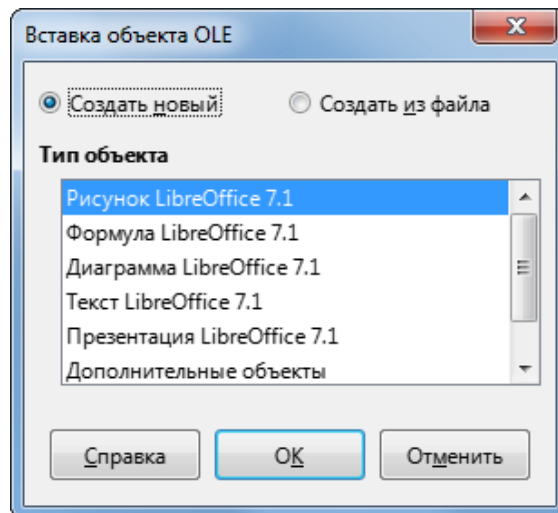 Вставка объекта OLE
Создать новый Создать из файла
Тип объекта
Рисунок LibreOffice 7.1
Формула LibreOffice 7.1
Диаграмма LibreOffice 7.1
Текст LibreOffice 7.1
Презентация LibreOffice 7.1
Дополнительные объекты
Справка OK Отменить